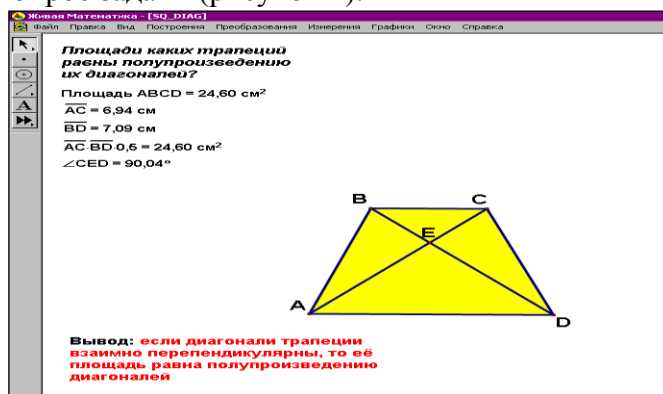 Живая Математика - [SQ_DIAG]
Файл Правка Вид Построения Преобразования Измерения Графики Окно Справка
Площади каких трапеций
равны полупроизведению
их диагоналей?
Площадь ABCD = 24,60 см²
AC = 6,94 см
BD = 7,09 см
AC·BD·0,5 = 24,60 см²
∠CED = 90,04°
B C
E
A
D
Вывод: если диагонали трапеции
взаимно перепендикулярны, то её
площадь равна полупроизведению
диагоналей